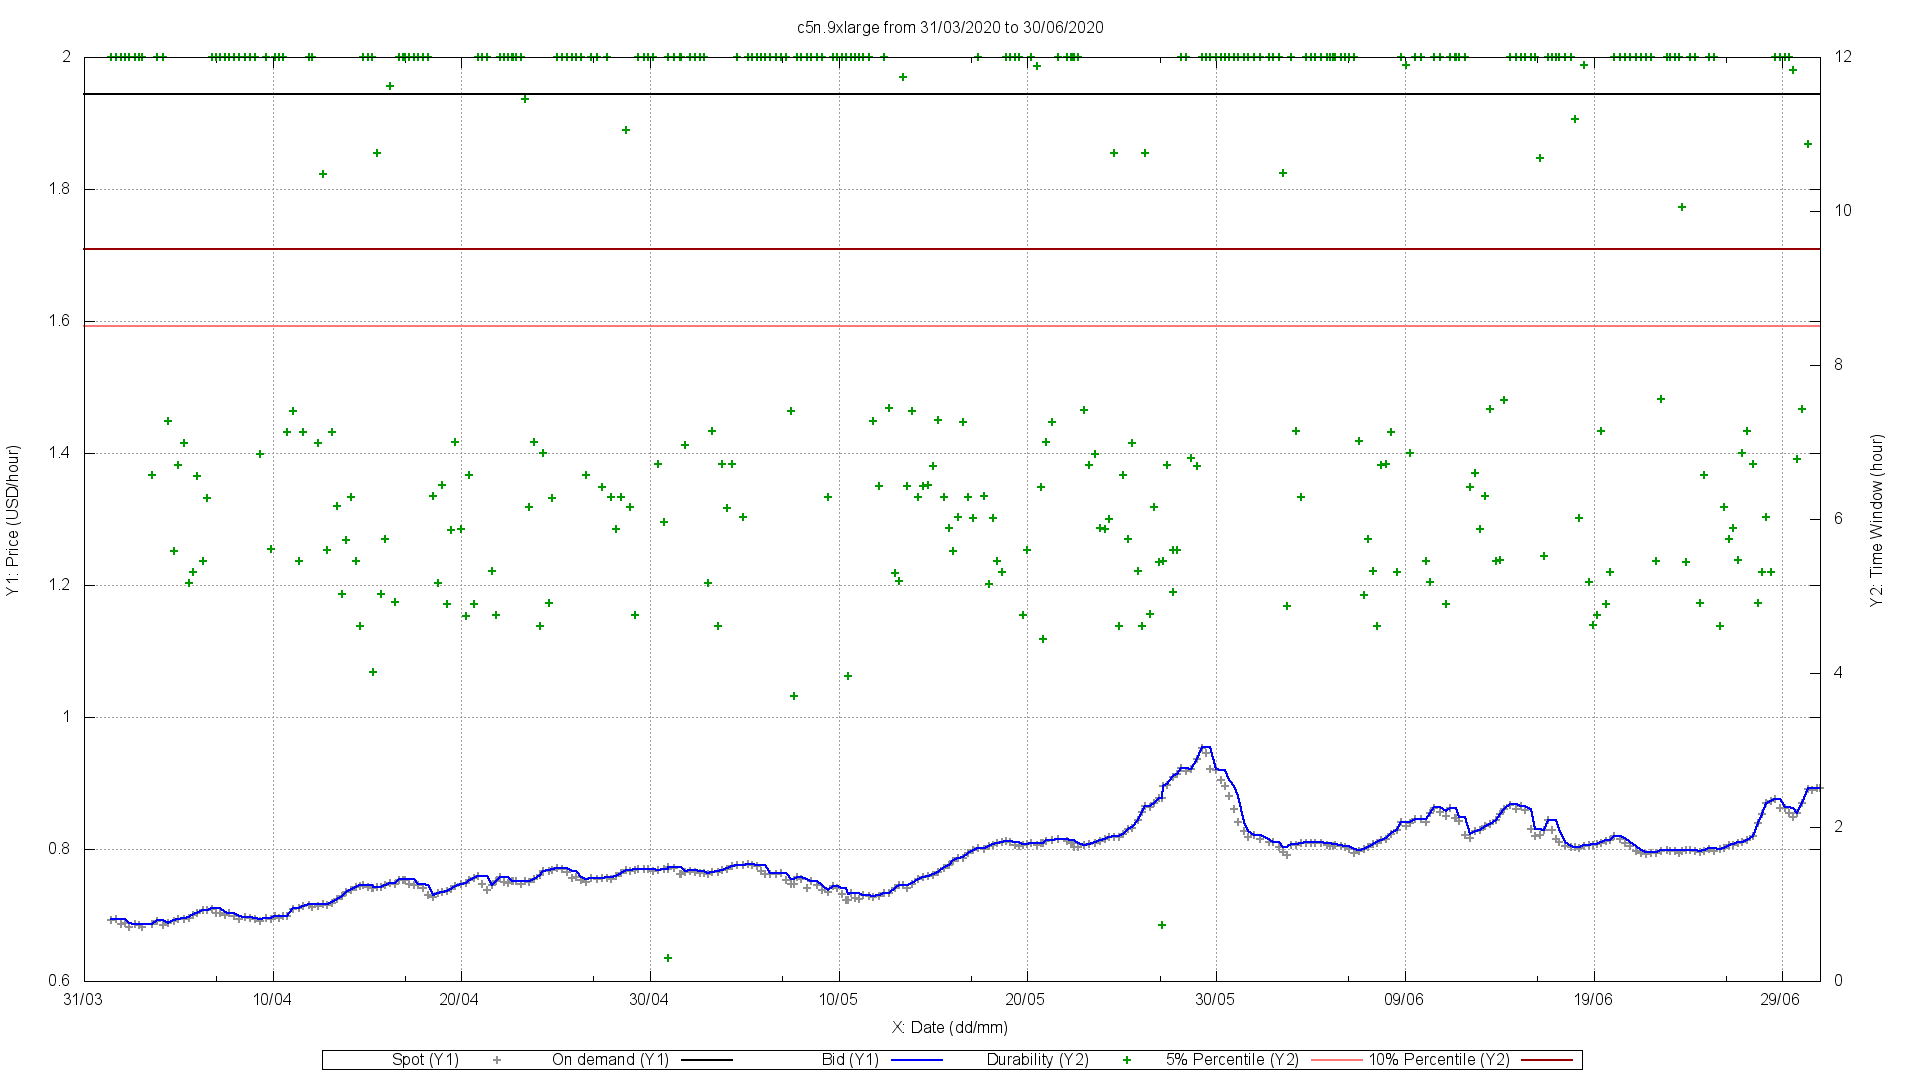 c5n.9xlarge from 31/03/2020 to 30/06/2020
2
1.8
1.6
1.4
1.2
1
0.8
0.6
12
10
8
6
4
2
0
Y1: Price (USD/hour)
Y2: Time Window (hour)
31/03 10/04 20/04 30/04 10/05 20/05 30/05 09/06 19/06 29/06
X: Date (dd/mm)
Spot (Y1) On demand (Y1) Bid (Y1) Durability (Y2) 5% Percentile (Y2) 10% Percentile (Y2)